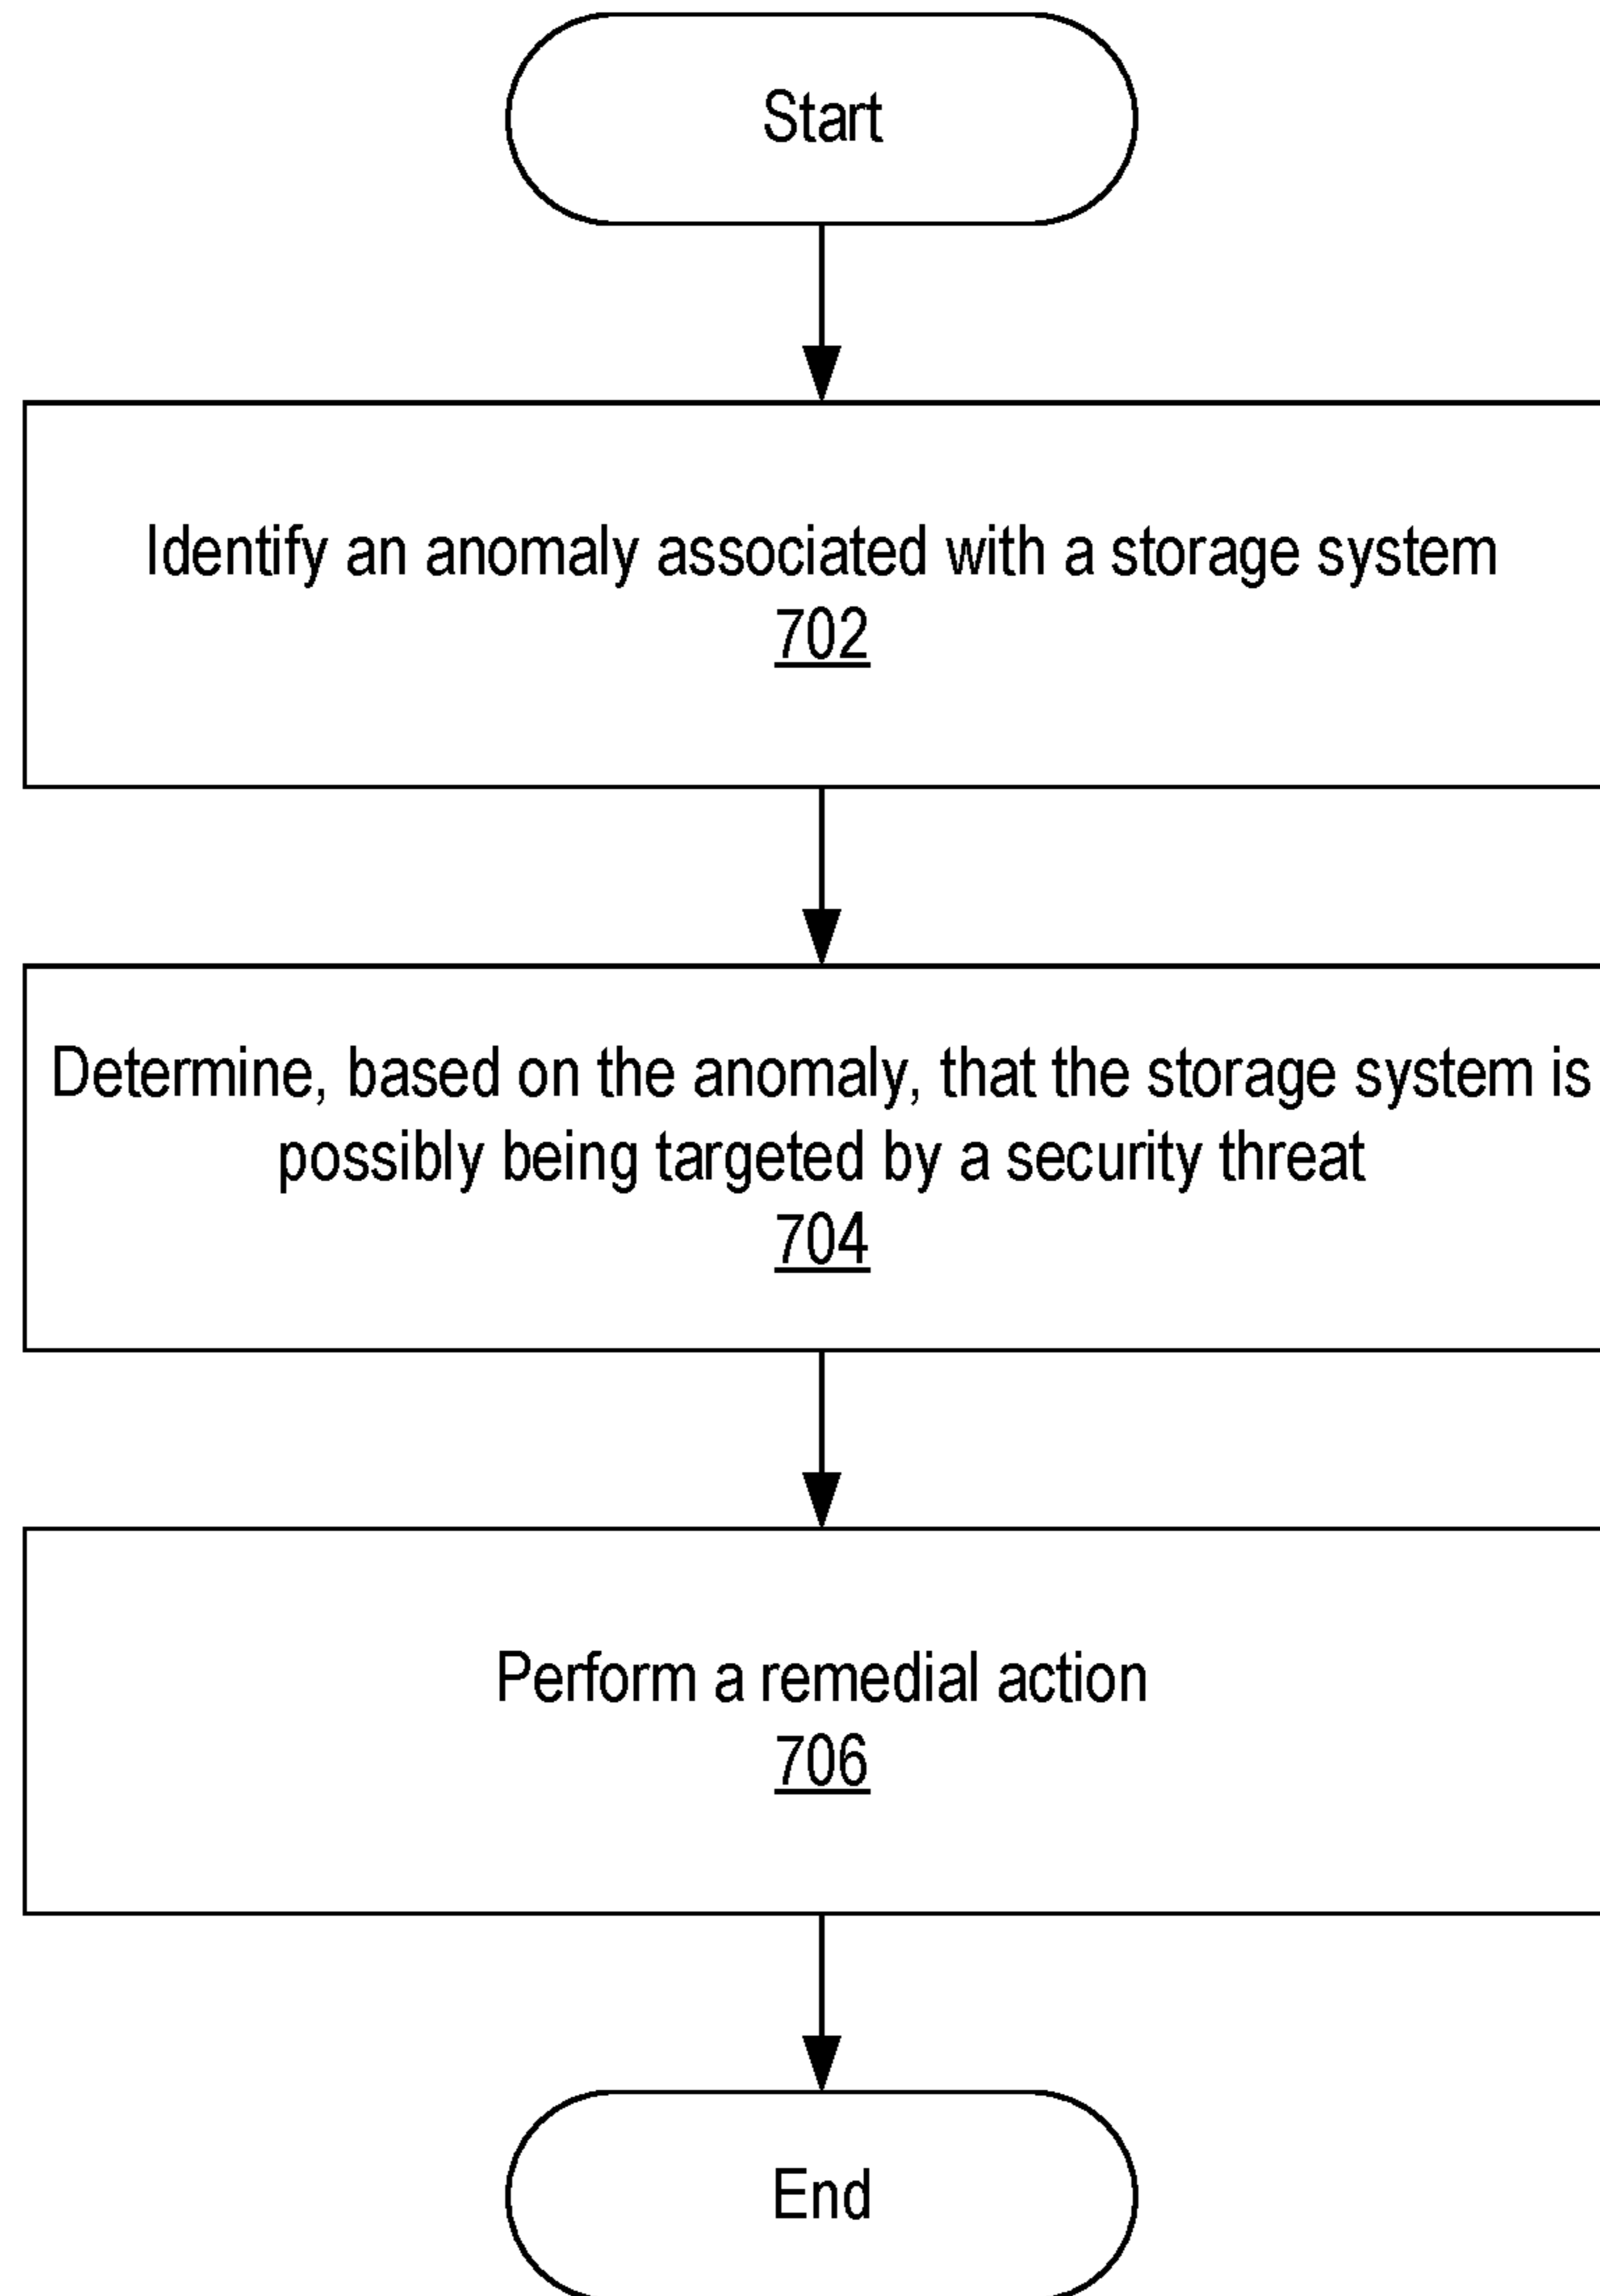 Start
Identify an anomaly associated with a storage system
702
Determine, based on the anomaly, that the storage system is
possibly being targeted by a security threat
704
Perform a remedial action
706
End